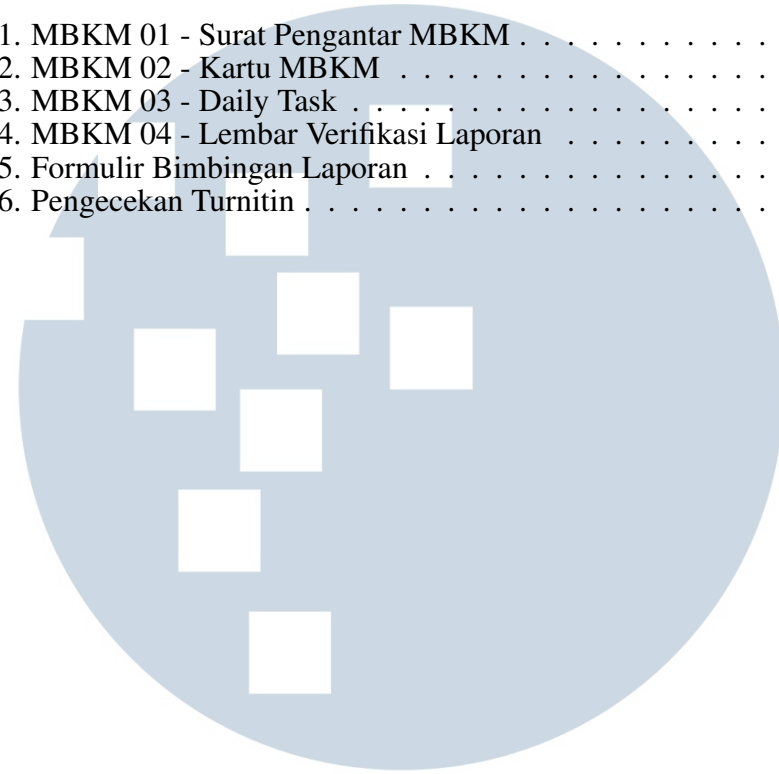 1. MBKM 01 - Surat Pengantar MBKM . . . . . . . . . . .
2. MBKM 02 - Kartu MBKM . . . . . . . . . . . . . . . .
3. MBKM 03 - Daily Task . . . . . . . . . . . . . . . . . .
4. MBKM 04 - Lembar Verifikasi Laporan . . . . . . . . .
5. Formulir Bimbingan Laporan . . . . . . . . . . . . . . .
6. Pengecekan Turnitin . . . . . . . . . . . . . . . . . . . .